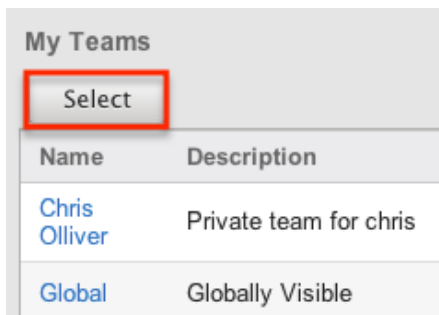 My Teams
Select
Name Description
Chris
Olliver Private team for chris
Global Globally Visible